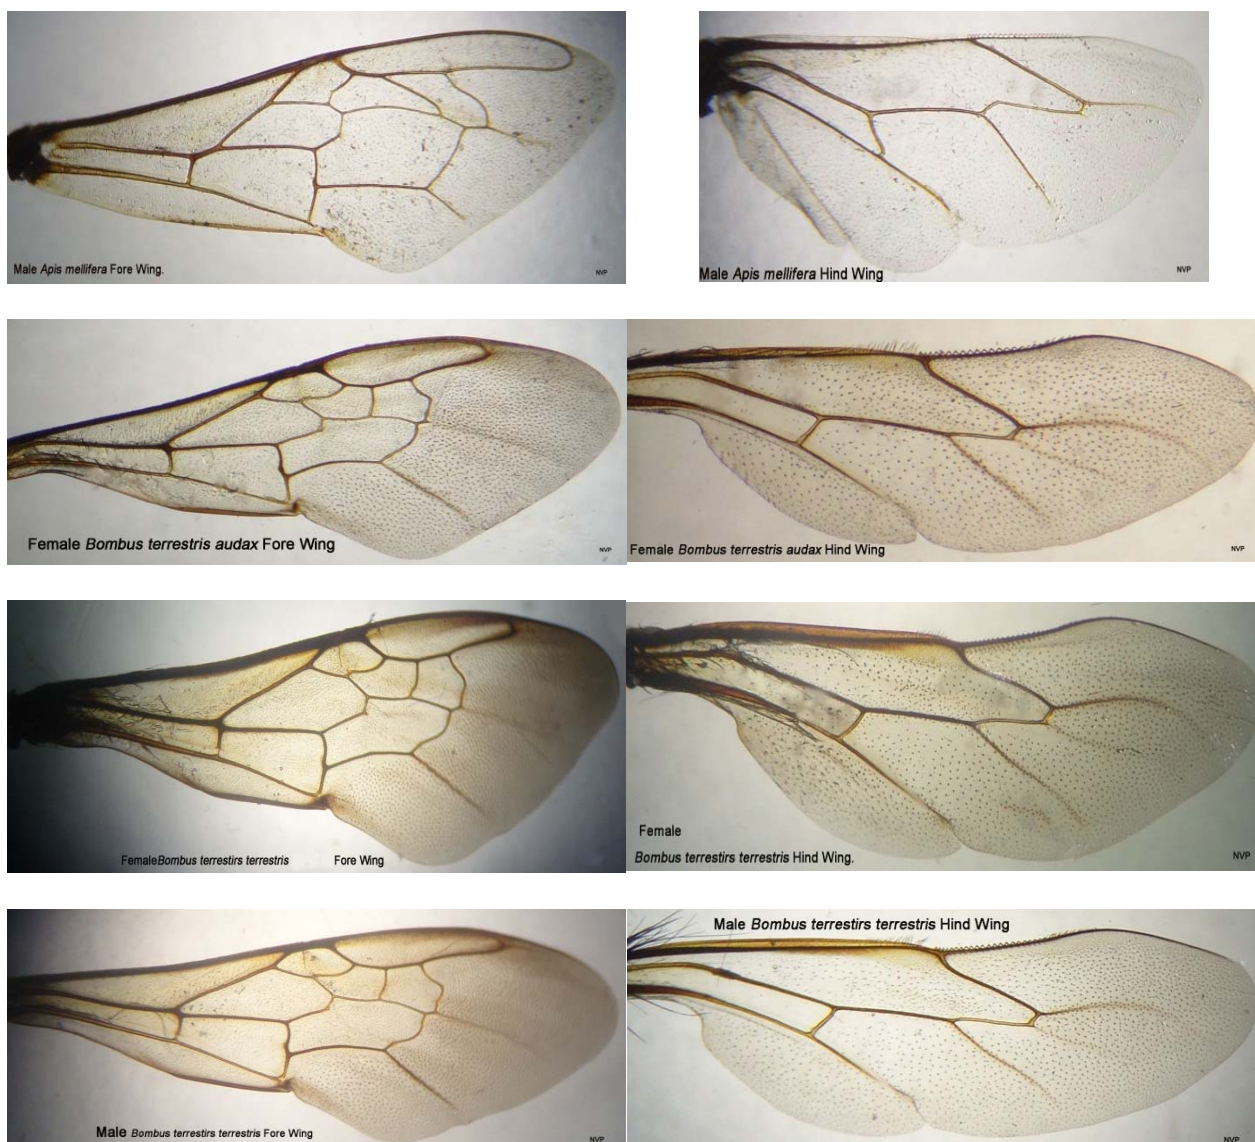 Male Apis mellifera Fore Wing.
NVP
Male Apis mellifera Hind Wing
NVP
Female Bombus terrestris audax Fore Wing
NVP
Female Bombus terrestris audax Hind Wing
NVP
FemaleBombus terrestirs terrestris Fore Wing
Female
Bombus terrestirs terrestris Hind Wing.
NVP
Male Bombus terrestirs terrestris Fore Wing
NVP
Male Bombus terrestirs terrestris Hind Wing
NVP